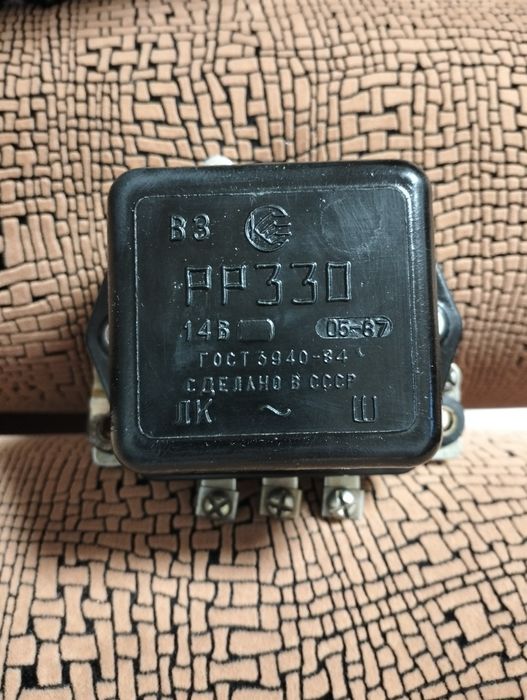 ВЗ
РР330
14В 05-87
ГОСТ 3940-84
СДЕЛАНО В СССР
ЛК ~ Ш